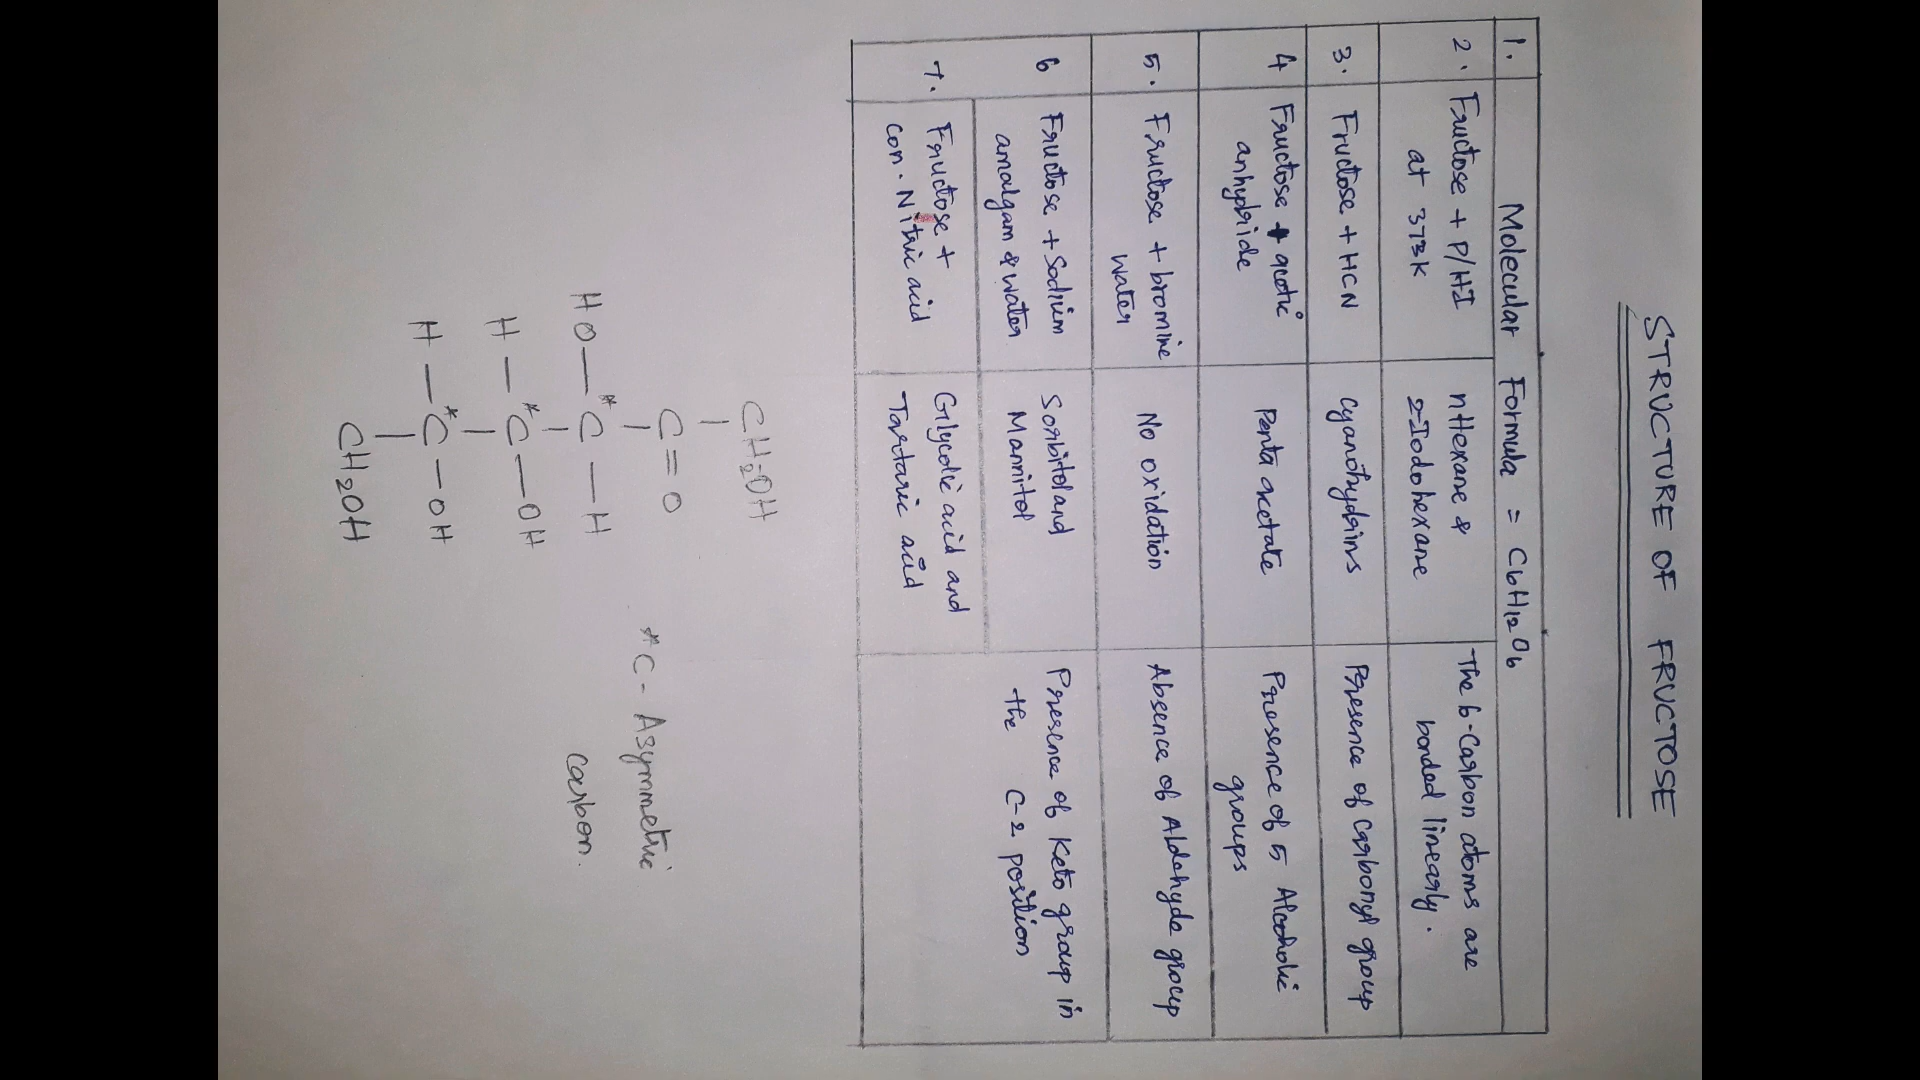 STRUCTURE OF FRUCTOSE
1. Molecular Formula = C6H12O6
2. Fructose + P/HI nHexane & The 6-Carbon atoms are
at 373K 2-Iodohexane bonded linearly.
3. Fructose + HCN Cyanohydrins Presence of Carbonyl group
4 Fructose + acetic Penta acetate Presence of 5 Alcoholic
anhydride groups
5. Fructose + bromine No oxidation Absence of Aldehyde group
water
6 Fructose + Sodium Sorbitol and Presence of Keto group in
amalgam & water Mannitol the C-2 position
7. Fructose + Glycolic acid and
con. Nitric acid Tartaric acid
CH2OH
C=O
HO—C*—H
H—C*—OH
H—C*—OH
CH2OH
*C - Asymmetric
carbon.